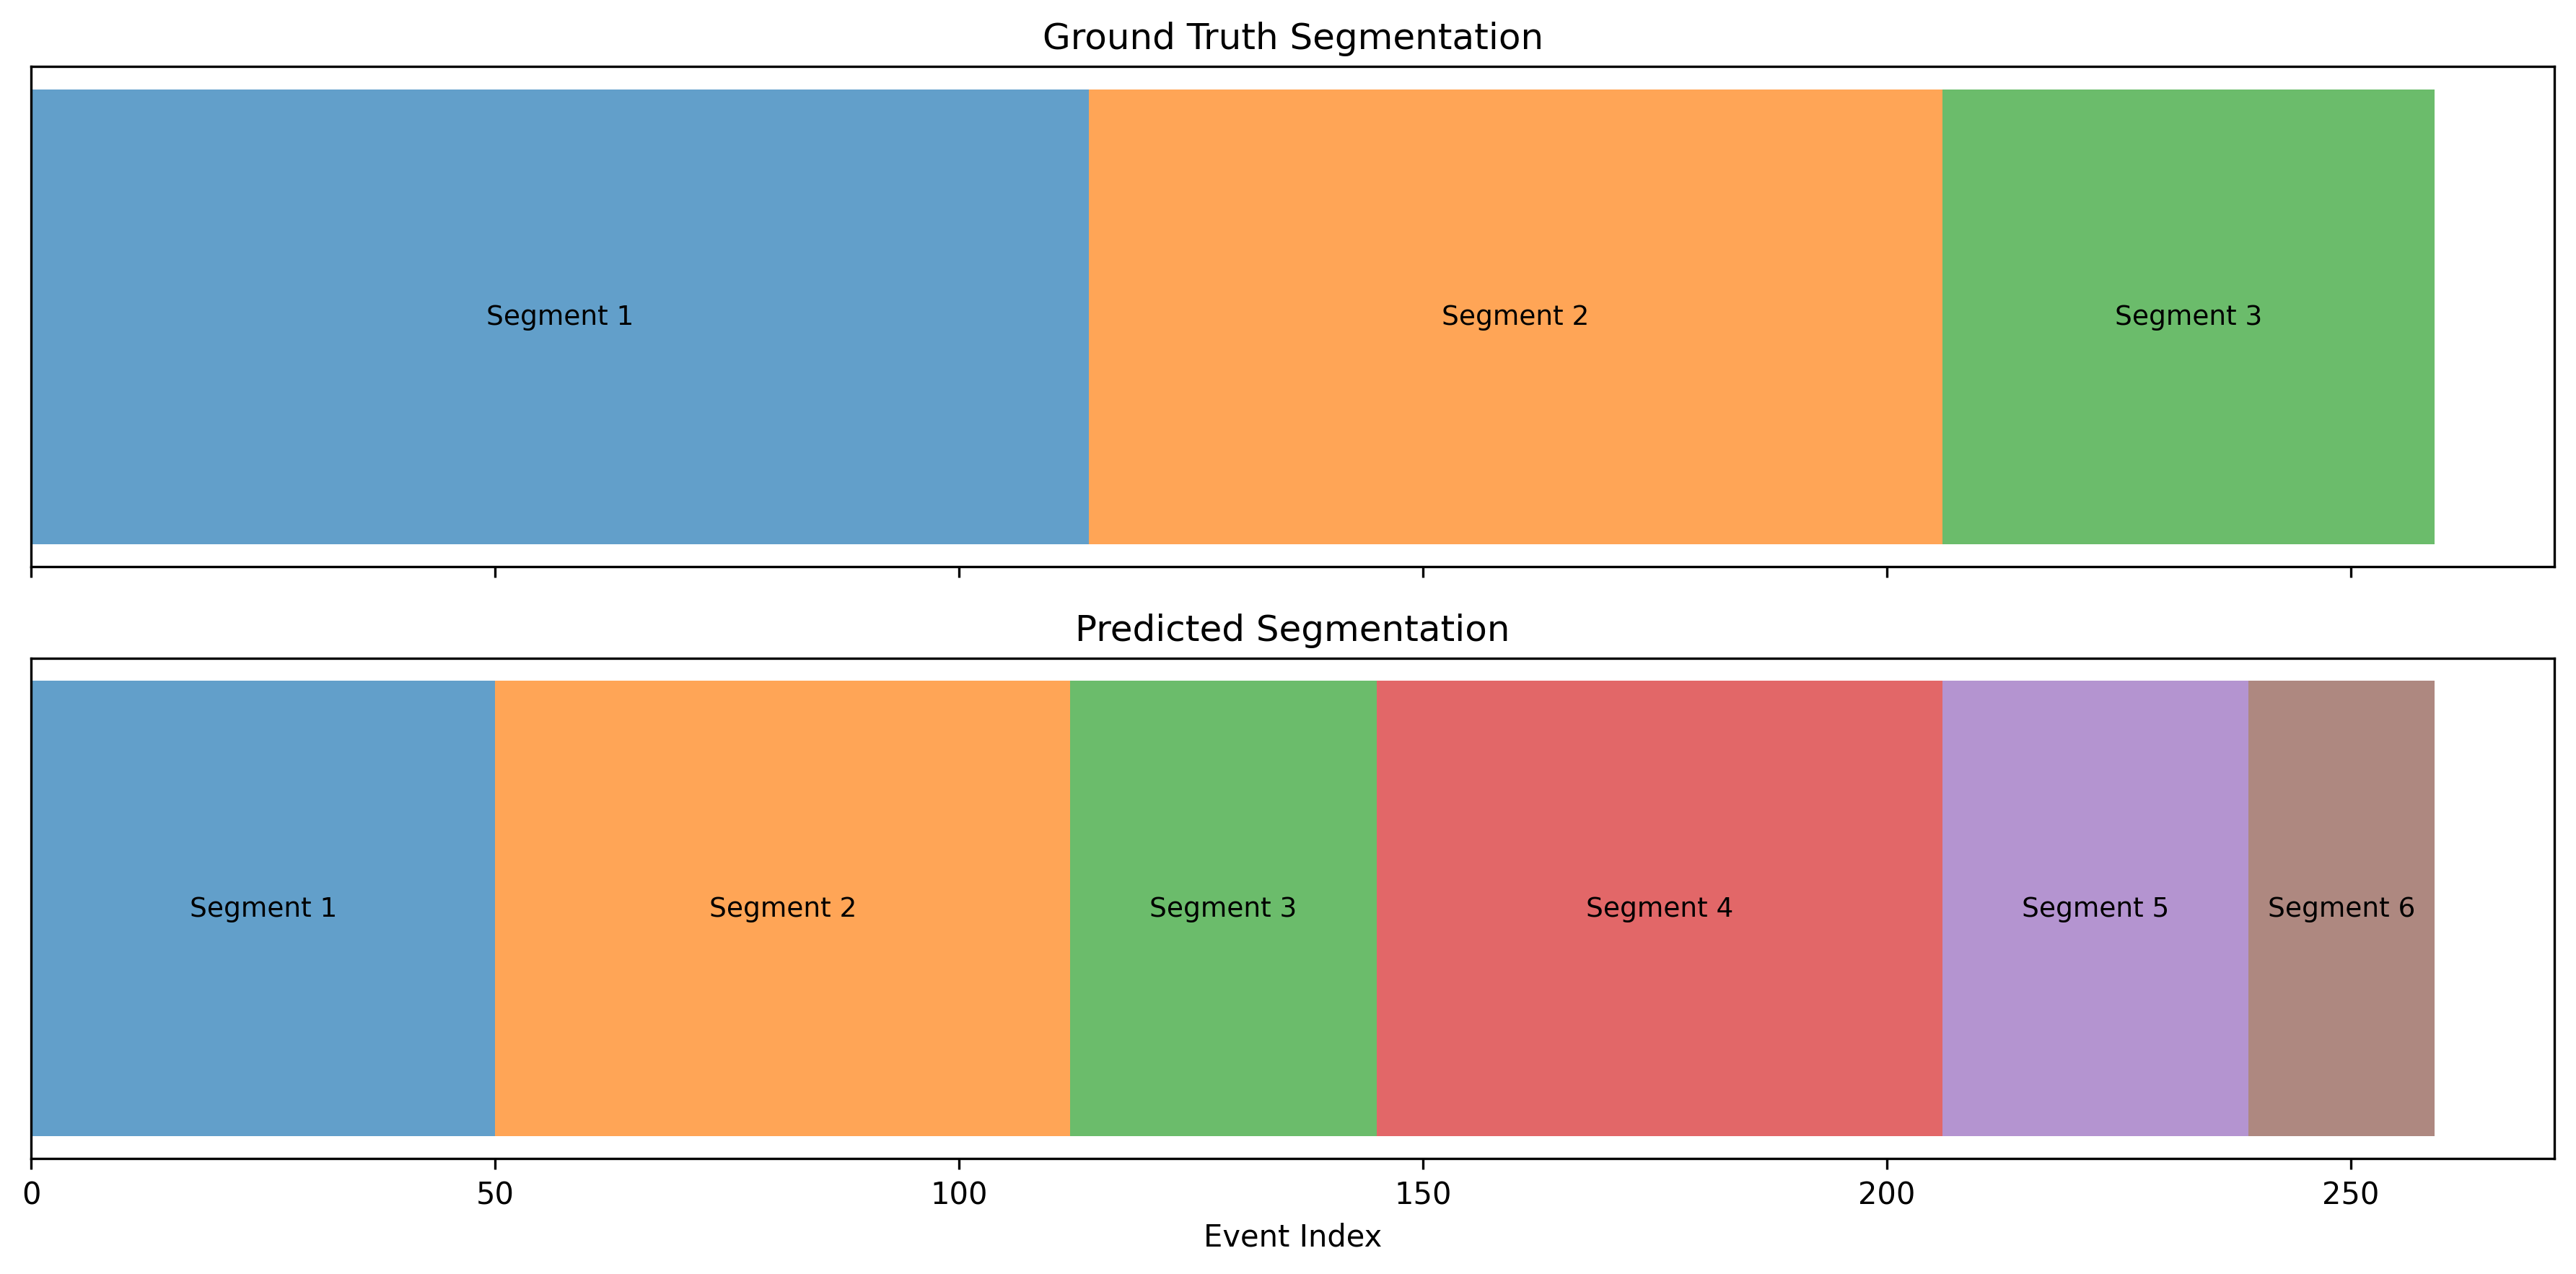 Ground Truth Segmentation
Segment 1 Segment 2 Segment 3
Predicted Segmentation
Segment 1 Segment 2 Segment 3 Segment 4 Segment 5 Segment 6
0 50 100 150 200 250
Event Index